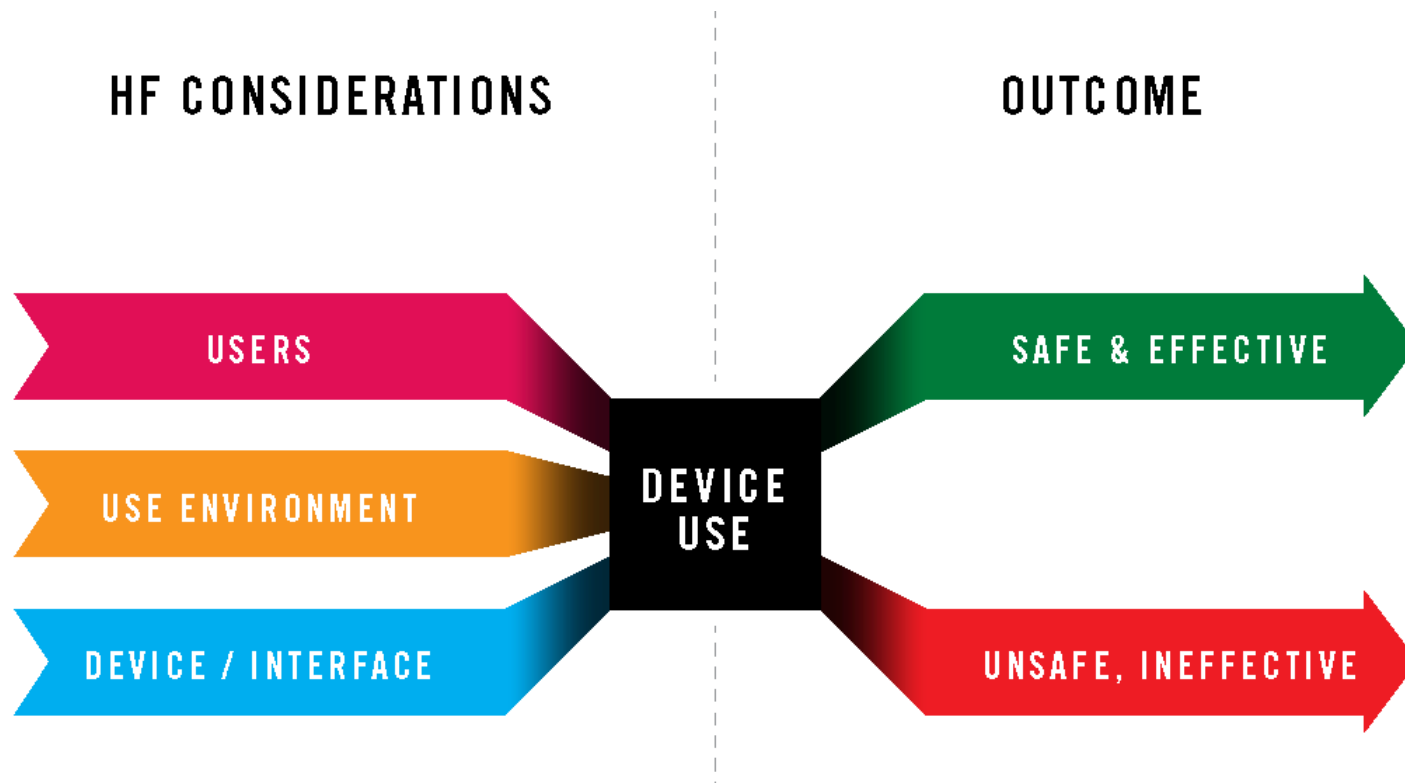 HF CONSIDERATIONS
OUTCOME
USERS
USE ENVIRONMENT
DEVICE / INTERFACE
DEVICE
USE
SAFE & EFFECTIVE
UNSAFE, INEFFECTIVE